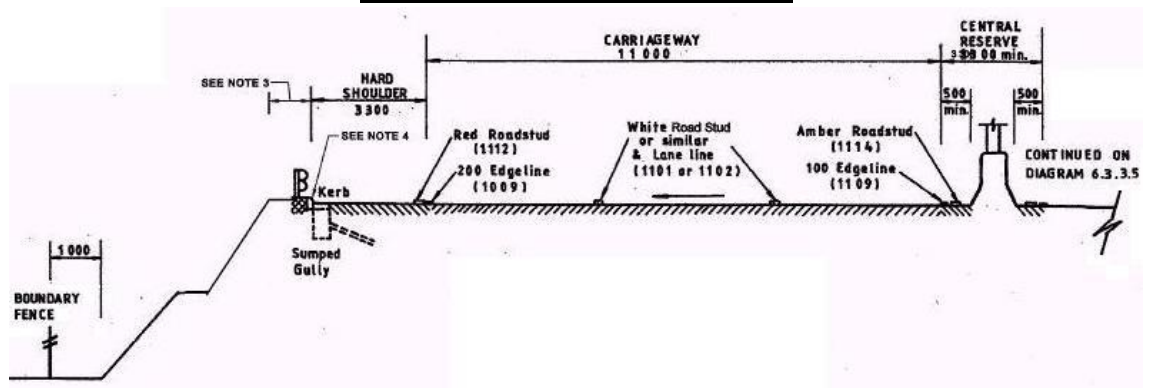 CENTRAL
RESERVE
min.
CARRIAGEWAY
11 000
SEE NOTE 3
HARD
SHOULDER
3300
500
min.
500
min.
SEE NOTE 4
Red Roadstud
(1112)
200 Edgeline
(1009)
White Road Stud
or similar
& Lane line
(1101 or 1102)
Amber Roadstud
(1114)
100 Edgeline
(1109)
CONTINUED ON
DIAGRAM 6.3.3.5
Kerb
Sumped
Gully
1000
BOUNDARY
FENCE